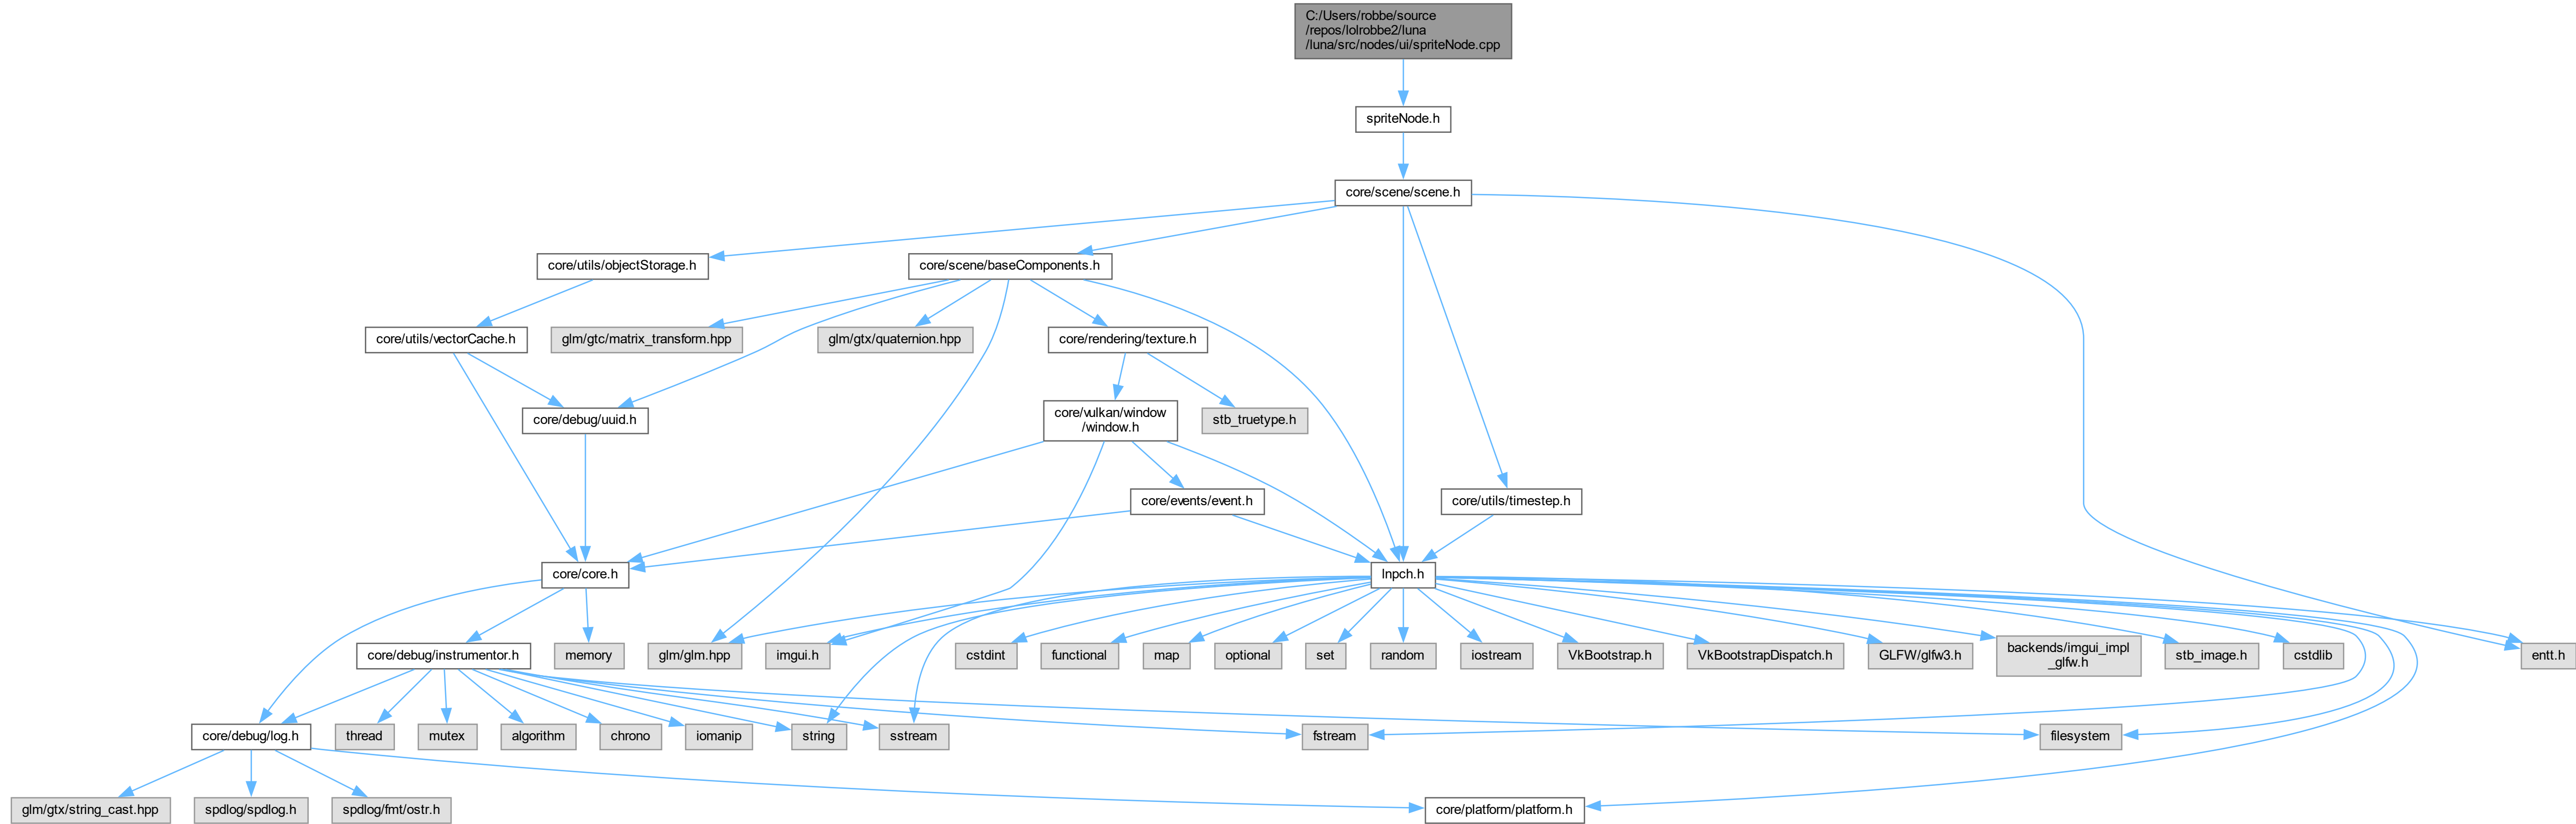 C:/Users/robbe/source
/repos/lolrobbe2/luna
/luna/src/nodes/ui/spriteNode.cpp
spriteNode.h
core/scene/scene.h
core/utils/objectStorage.h
core/scene/baseComponents.h
core/utils/vectorCache.h
glm/gtc/matrix_transform.hpp
glm/gtx/quaternion.hpp
core/rendering/texture.h
core/debug/uuid.h
core/vulkan/window
/window.h
stb_truetype.h
core/events/event.h
core/utils/timestep.h
core/core.h
lnpch.h
core/debug/instrumentor.h
memory
glm/glm.hpp
imgui.h
cstdint
functional
map
optional
set
random
iostream
VkBootstrap.h
VkBootstrapDispatch.h
GLFW/glfw3.h
backends/imgui_impl
_glfw.h
stb_image.h
cstdlib
entt.h
core/debug/log.h
thread
mutex
algorithm
chrono
iomanip
string
sstream
fstream
filesystem
glm/gtx/string_cast.hpp
spdlog/spdlog.h
spdlog/fmt/ostr.h
core/platform/platform.h